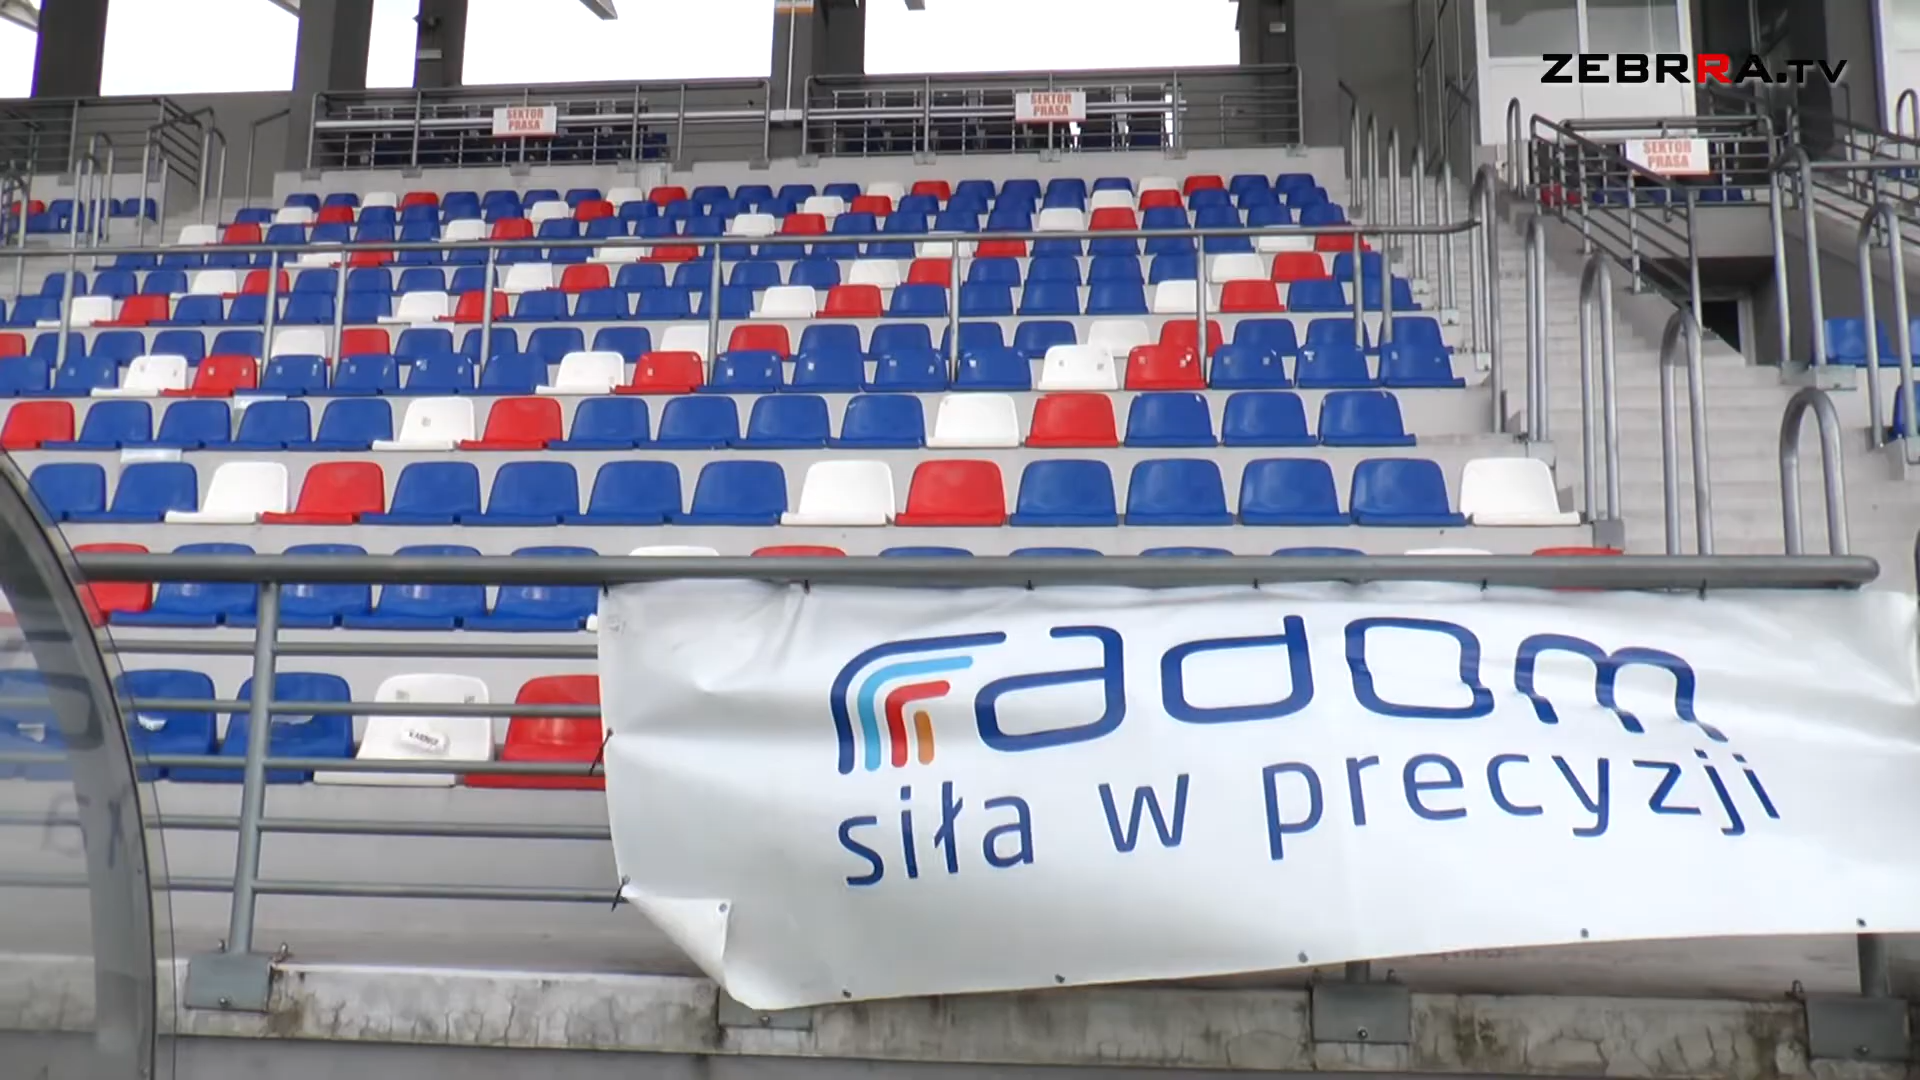 ZEBRRA.TV
SEKTOR
PRASA
SEKTOR
PRASA
SEKTOR
PRASA
radom
siła w precyzji